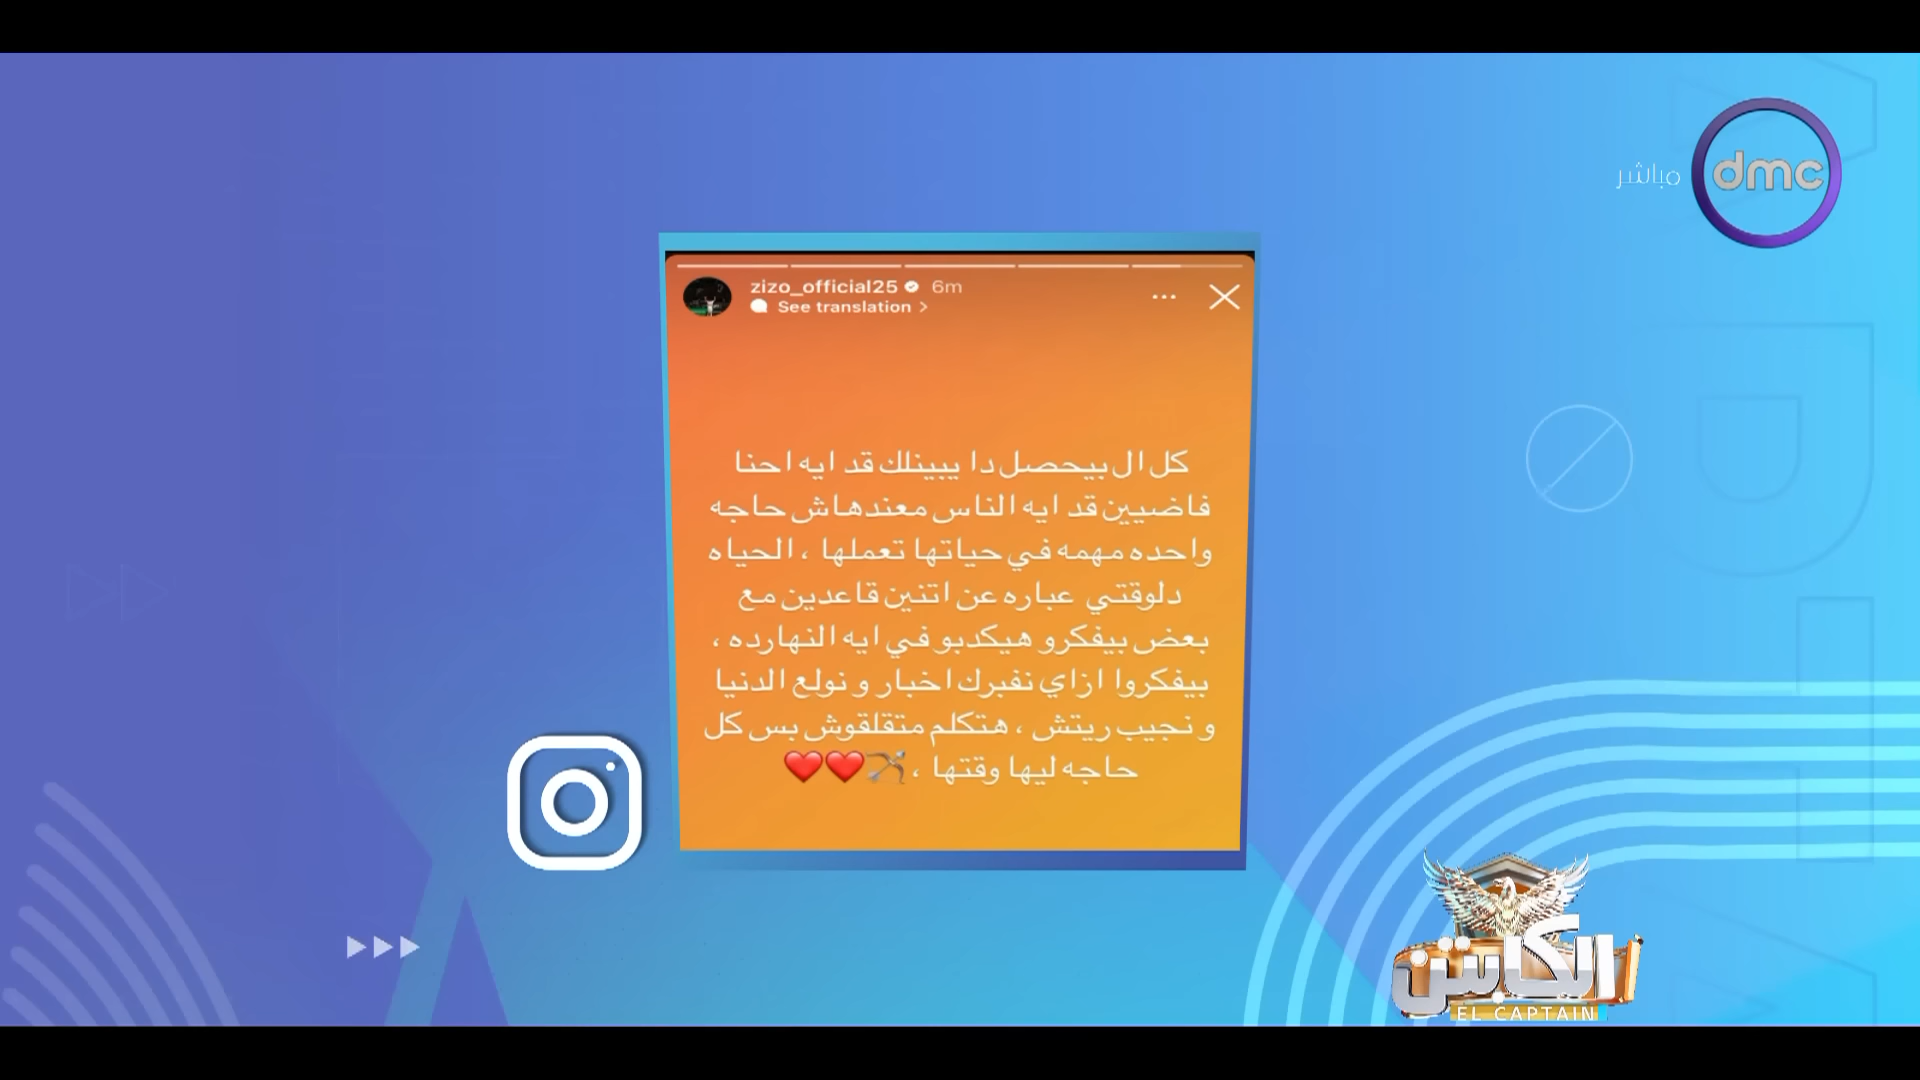 dmc
مباشر
zizo_official25 6m
See translation >
كل ال بيحصل دا يبينلك قد ايه احنا
فاضيين قد ايه الناس معندهاش حاجه
واحده مهمه في حياتها تعملها ، الحياه
دلوقتي عباره عن اتنين قاعدين مع
بعض بيفكرو هيكدبو في ايه النهارده ،
بيفكروا ازاي نفبرك اخبار و نولع الدنيا
و نجيب ريتش ، هتكلم متقلقوش بس كل
حاجه ليها وقتها ، 🏹❤️❤️
الكابتن
EL CAPTAIN